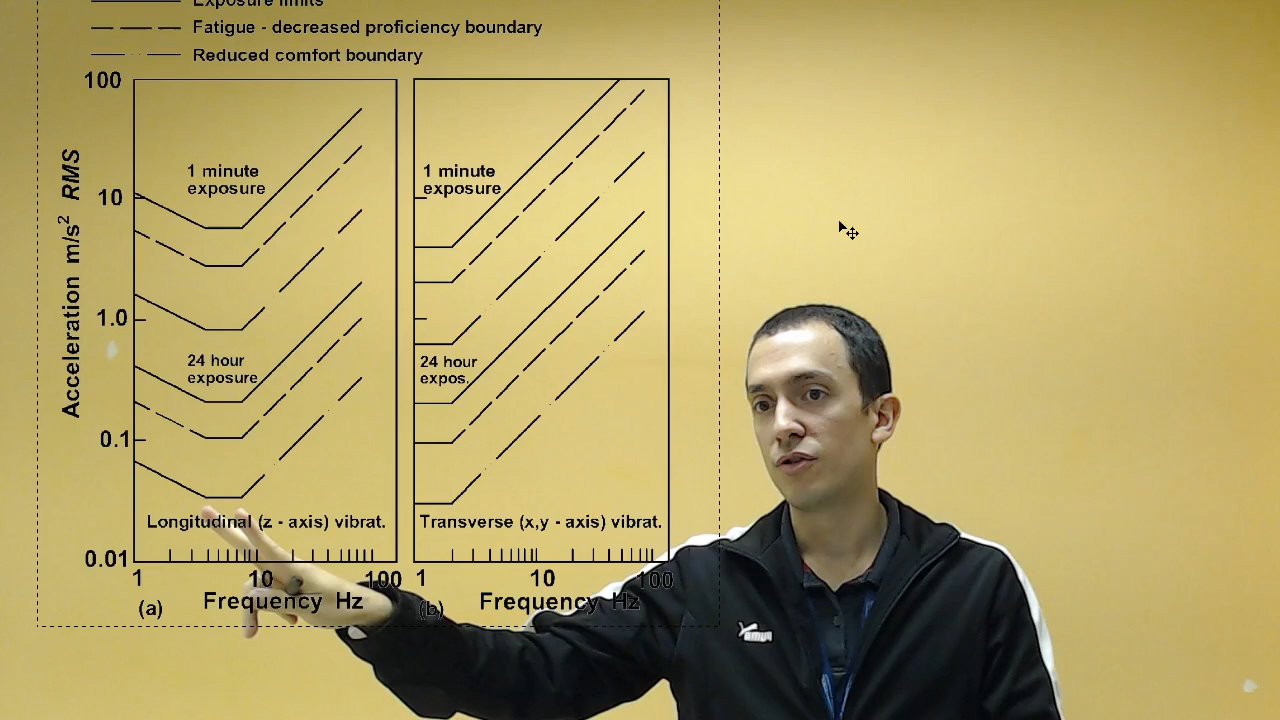 Exposure limits
Fatigue - decreased proficiency boundary
Reduced comfort boundary
100
10
1.0
0.1
0.01
Acceleration m/s² RMS
1 minute
exposure
24 hour
exposure
Longitudinal (z - axis) vibrat.
1 10 100
Frequency Hz
(a)
1 minute
exposure
24 hour
expos.
Transverse (x,y - axis) vibrat.
1 10 100
Frequency Hz
(b)